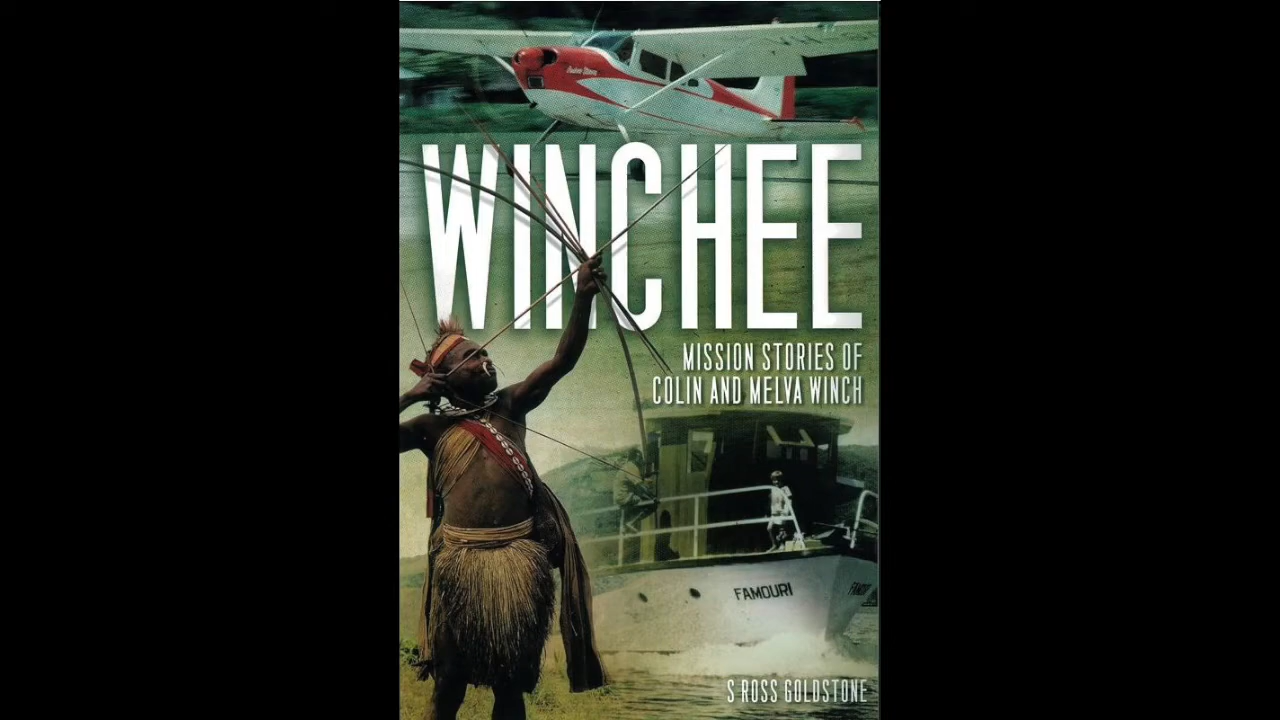 WINCHEE
MISSION STORIES OF
COLIN AND MELVA WINCH
FAMOURI
S ROSS GOLDSTONE